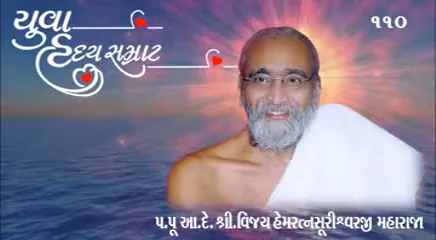 યુવા
હૃદય સમ્રાટ
૧૧૦
પ.પૂ આ.દે. શ્રી.વિજય હેમરત્નસૂરીશ્વરજી મહારાજા